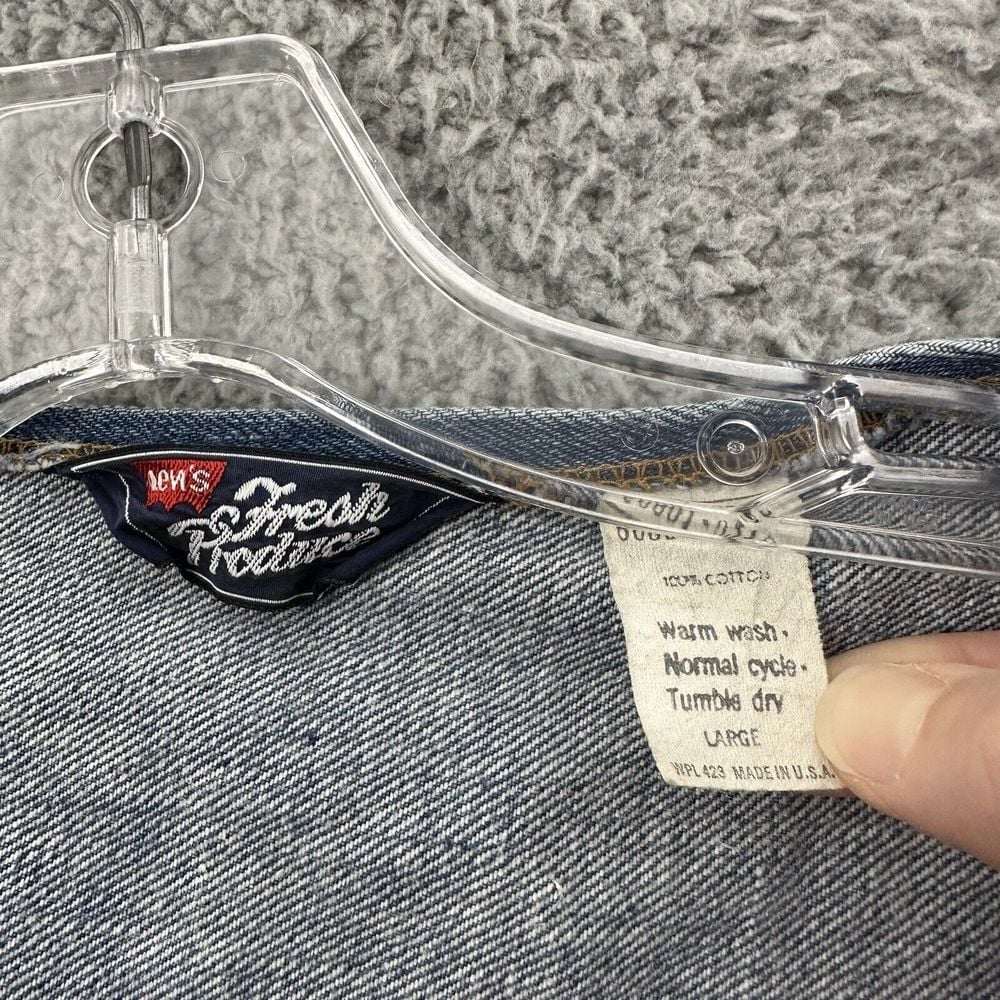 Levi's
Fresh
Produce
100% COTTON
Warm wash.
Normal cycle.
Tumble dry
LARGE
WPL 423 MADE IN U.S.A.